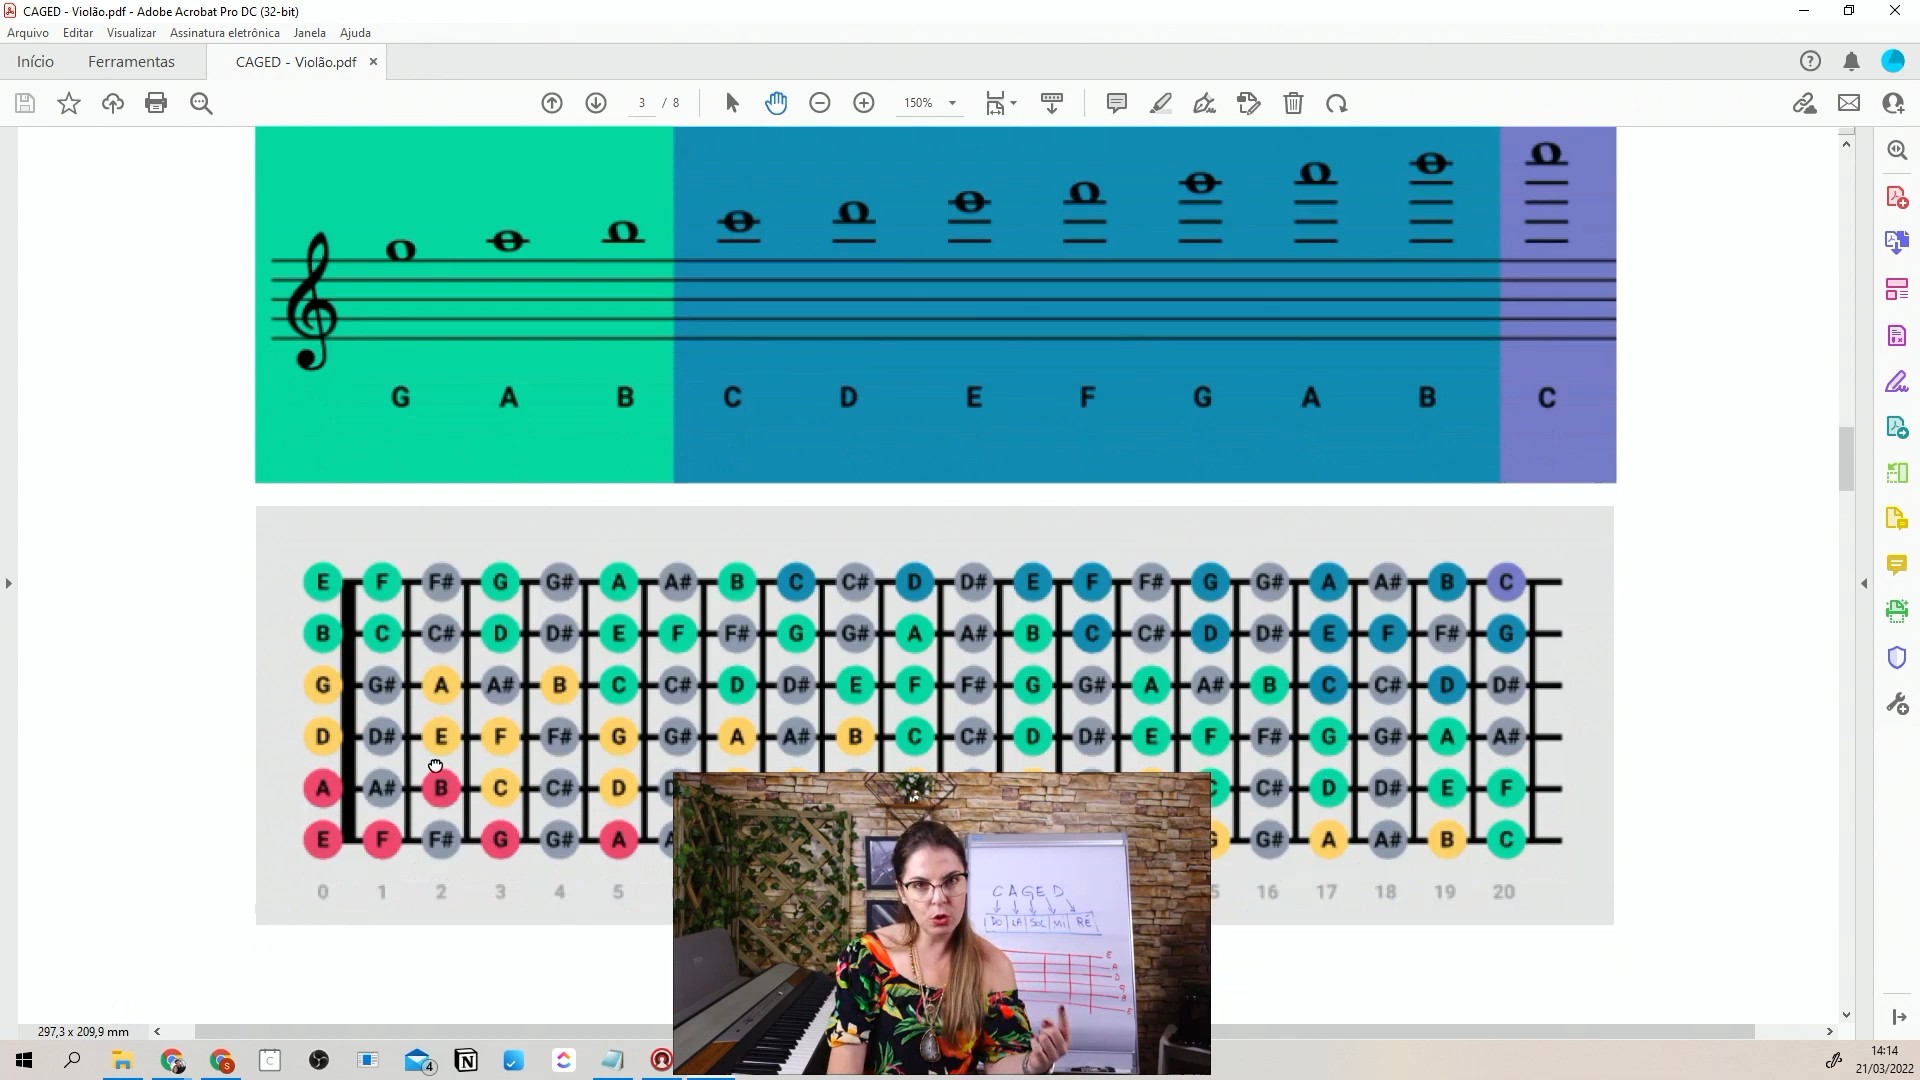 CAGED - Violão.pdf - Adobe Acrobat Pro DC (32-bit)
Arquivo Editar Visualizar Assinatura eletrônica Janela Ajuda
Início Ferramentas CAGED - Violão.pdf ×
3 / 8 150%
G A B C D E F G A B C
E F F# G G# A A# B C C# D D# E F F# G G# A A# B C
B C C# D D# E F F# G G# A A# B C C# D D# E F F# G
G G# A A# B C C# D D# E F F# G G# A A# B C C# D D#
D D# E F F# G G# A A# B C C# D D# E F F# G G# A A#
A A# B C C# D C# D D# E F
E F F# G G# A G G# A A# B C
0 1 2 3 4 5 16 17 18 19 20
C A G E D
DO LA SOL MI RÉ
E
A
D
G
B
E
297,3 x 209,9 mm
4
14:14
21/03/2022